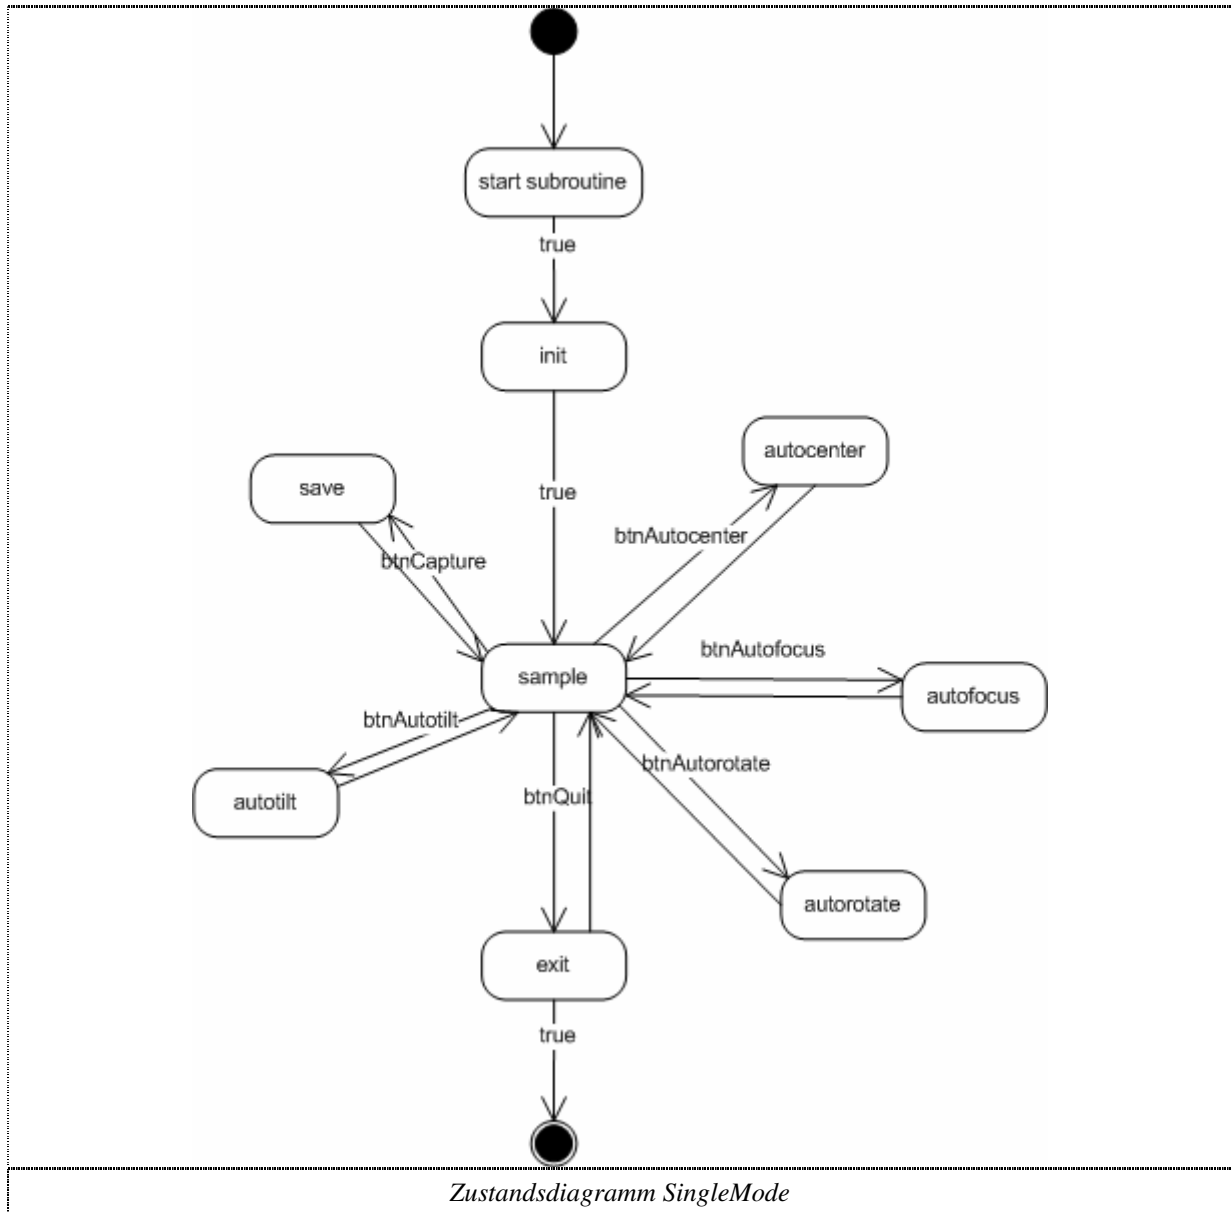 start subroutine
true
init
autocenter
save
true
btnAutocenter
btnCapture
btnAutofocus
sample
autofocus
btnAutotilt
btnAutorotate
autotilt
btnQuit
autorotate
exit
true
Zustandsdiagramm SingleMode